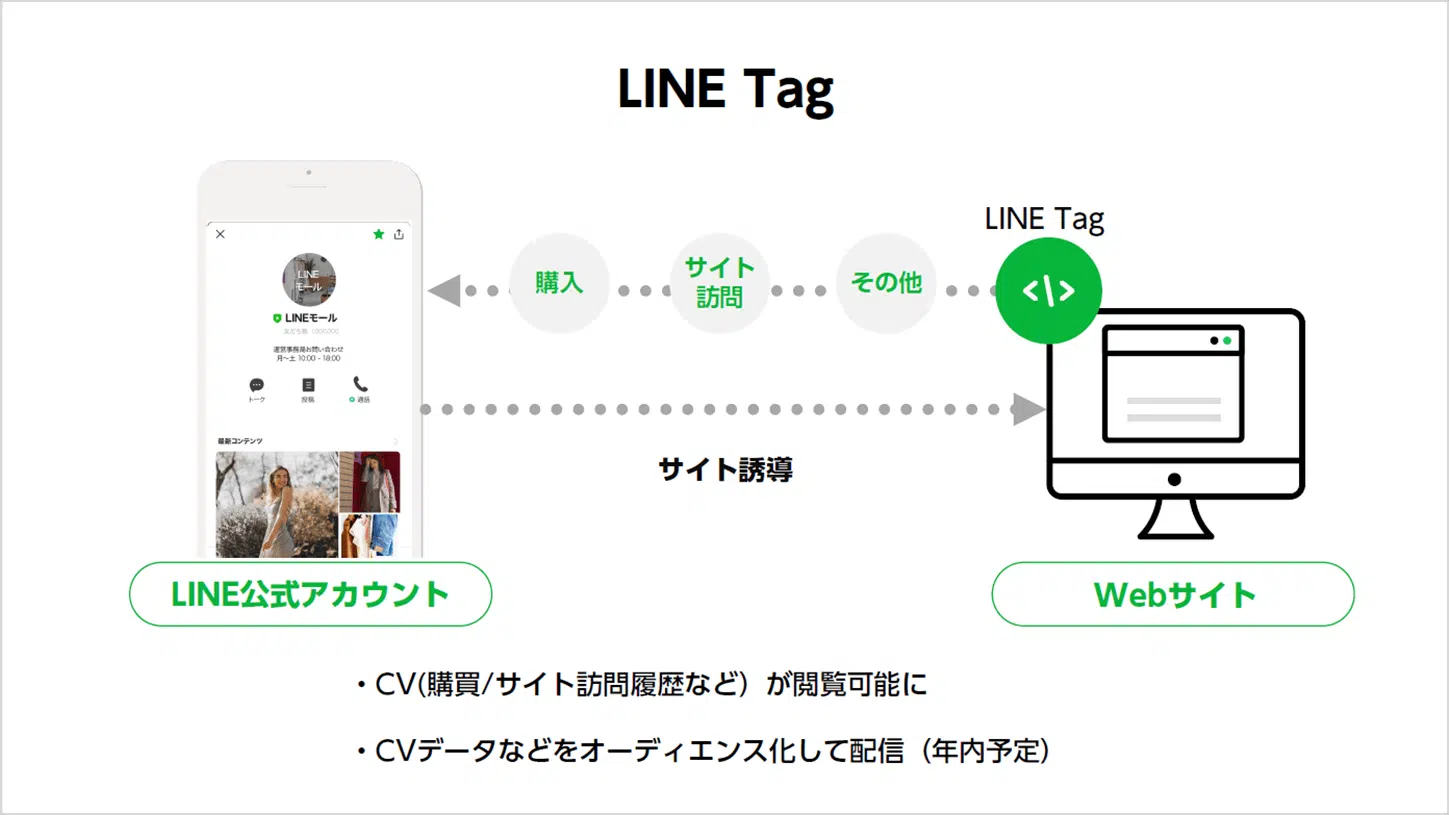 LINE Tag
LINE Tag
購入
サイト
訪問
その他
</>
サイト誘導
LINE
モール
LINEモール
運営事務局お問い合わせ
月〜土 10:00 - 18:00
トーク
投稿
通話
最新コンテンツ
LINE公式アカウント
Webサイト
・CV(購買/サイト訪問履歴など）が閲覧可能に
・CVデータなどをオーディエンス化して配信（年内予定）